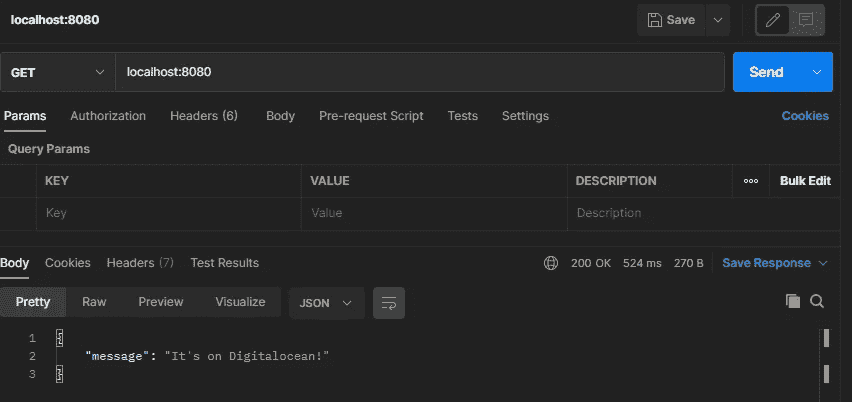 localhost:8080 Save
GET localhost:8080 Send
Params Authorization Headers (6) Body Pre-request Script Tests Settings Cookies
Query Params
KEY VALUE DESCRIPTION ooo Bulk Edit
Key Value Description
Body Cookies Headers (7) Test Results 200 OK 524 ms 270 B Save Response
Pretty Raw Preview Visualize JSON
1 {
2 "message": "It's on Digitalocean!"
3 }